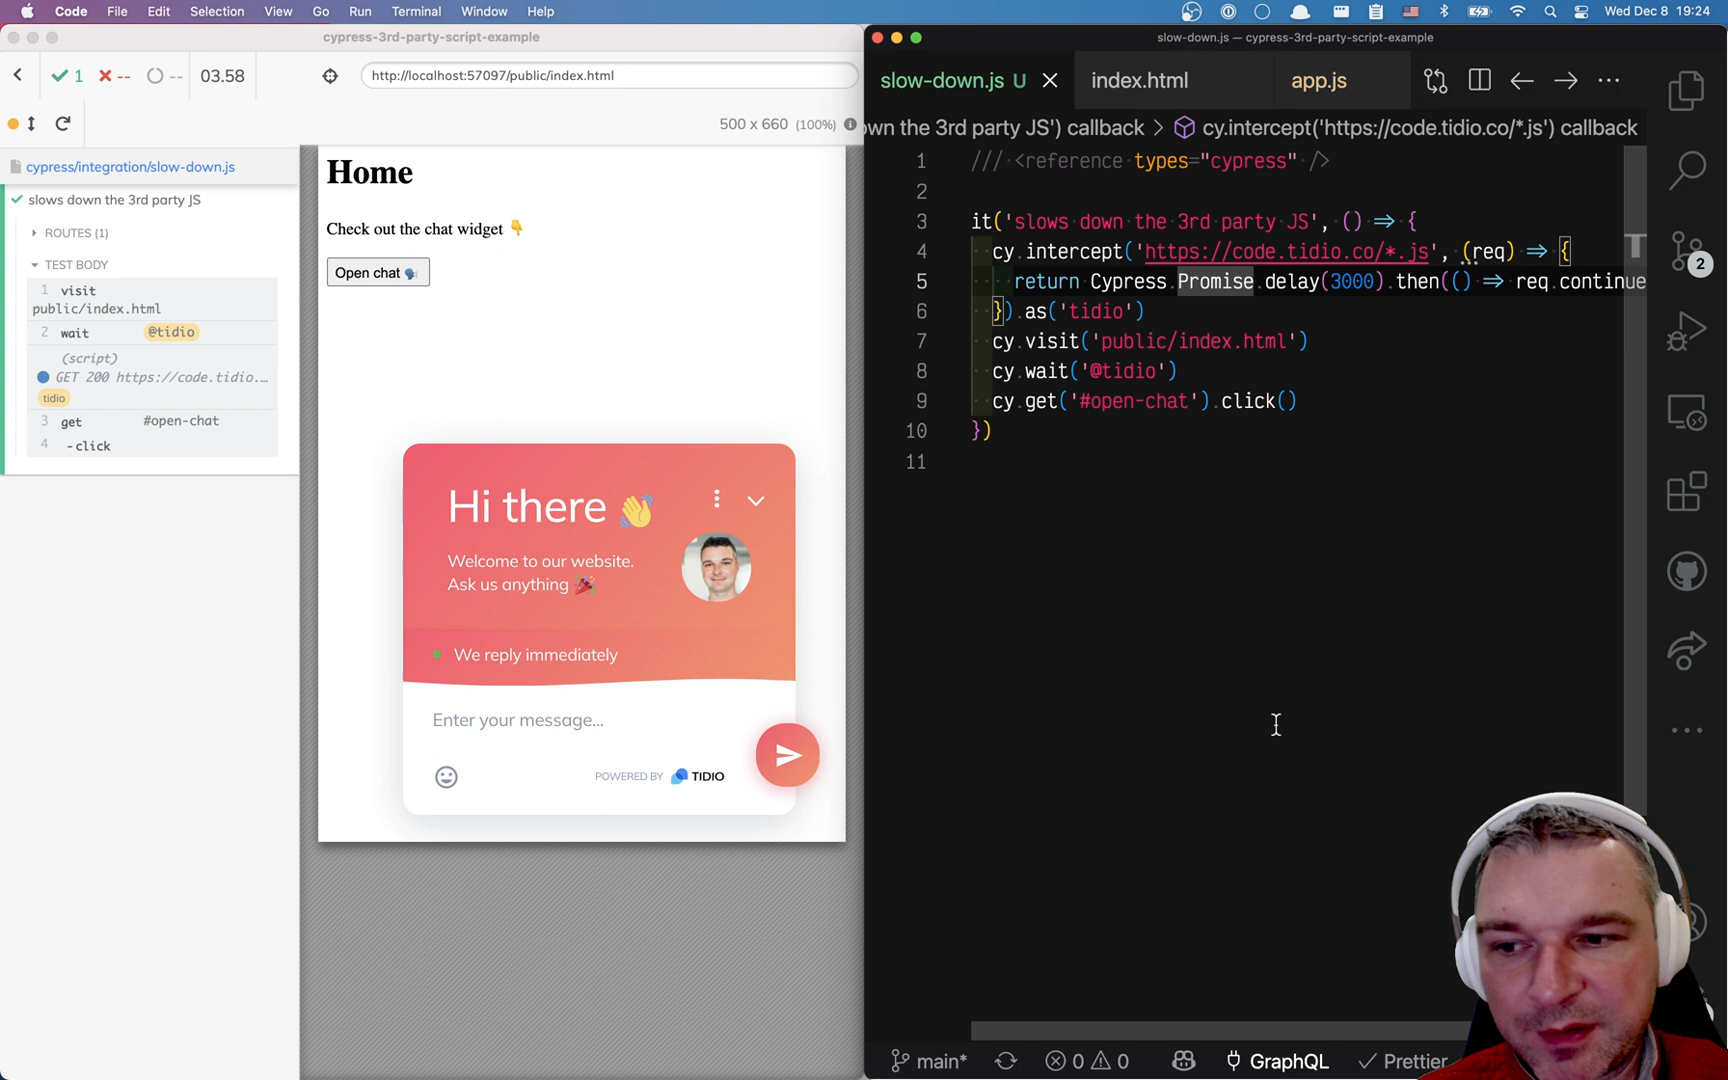 Code File Edit Selection View Go Run Terminal Window Help
Wed Dec 8 19:24
cypress-3rd-party-script-example
1 -- -- 03.58
http://localhost:57097/public/index.html
500 x 660 (100%)
cypress/integration/slow-down.js
slows down the 3rd party JS
ROUTES (1)
TEST BODY
1 visit
public/index.html
2 wait @tidio
(script)
GET 200 https://code.tidio....
tidio
3 get #open-chat
4 -click
Home
Check out the chat widget 👇
Open chat 🗣
Hi there 👋
Welcome to our website.
Ask us anything 🎉
We reply immediately
Enter your message...
POWERED BY TIDIO
slow-down.js — cypress-3rd-party-script-example
slow-down.js U index.html app.js
own the 3rd party JS') callback > cy.intercept('https://code.tidio.co/*.js') callback
1 /// <reference types="cypress" />
2
3 it('slows down the 3rd party JS', () => {
4 cy.intercept('https://code.tidio.co/*.js', (req) => {
5 return Cypress.Promise.delay(3000).then(() => req.continue
6 }).as('tidio')
7 cy.visit('public/index.html')
8 cy.wait('@tidio')
9 cy.get('#open-chat').click()
10 })
11
2
main* 0 0 GraphQL Prettier